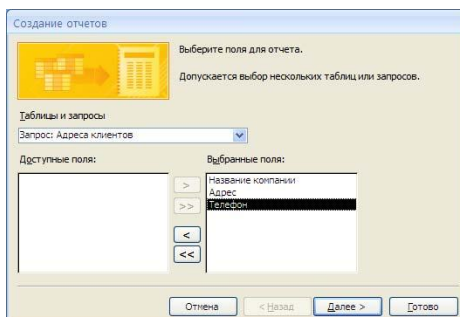 Создание отчетов
Выберите поля для отчета.
Допускается выбор нескольких таблиц или запросов.
Таблицы и запросы
Запрос: Адреса клиентов
Доступные поля:
Выбранные поля:
>
>>
<
<<
Название компании
Адрес
Телефон
Отмена
< Назад
Далее >
Готово